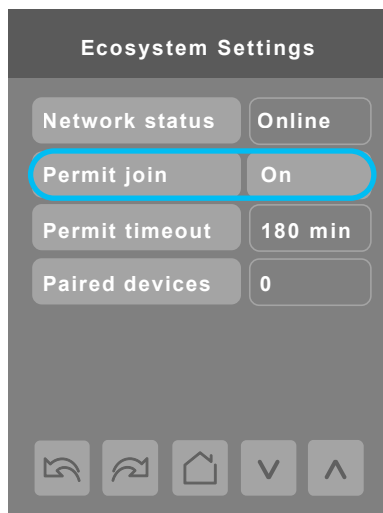 Ecosystem Settings
Network status Online
Permit join On
Permit timeout 180 min
Paired devices 0